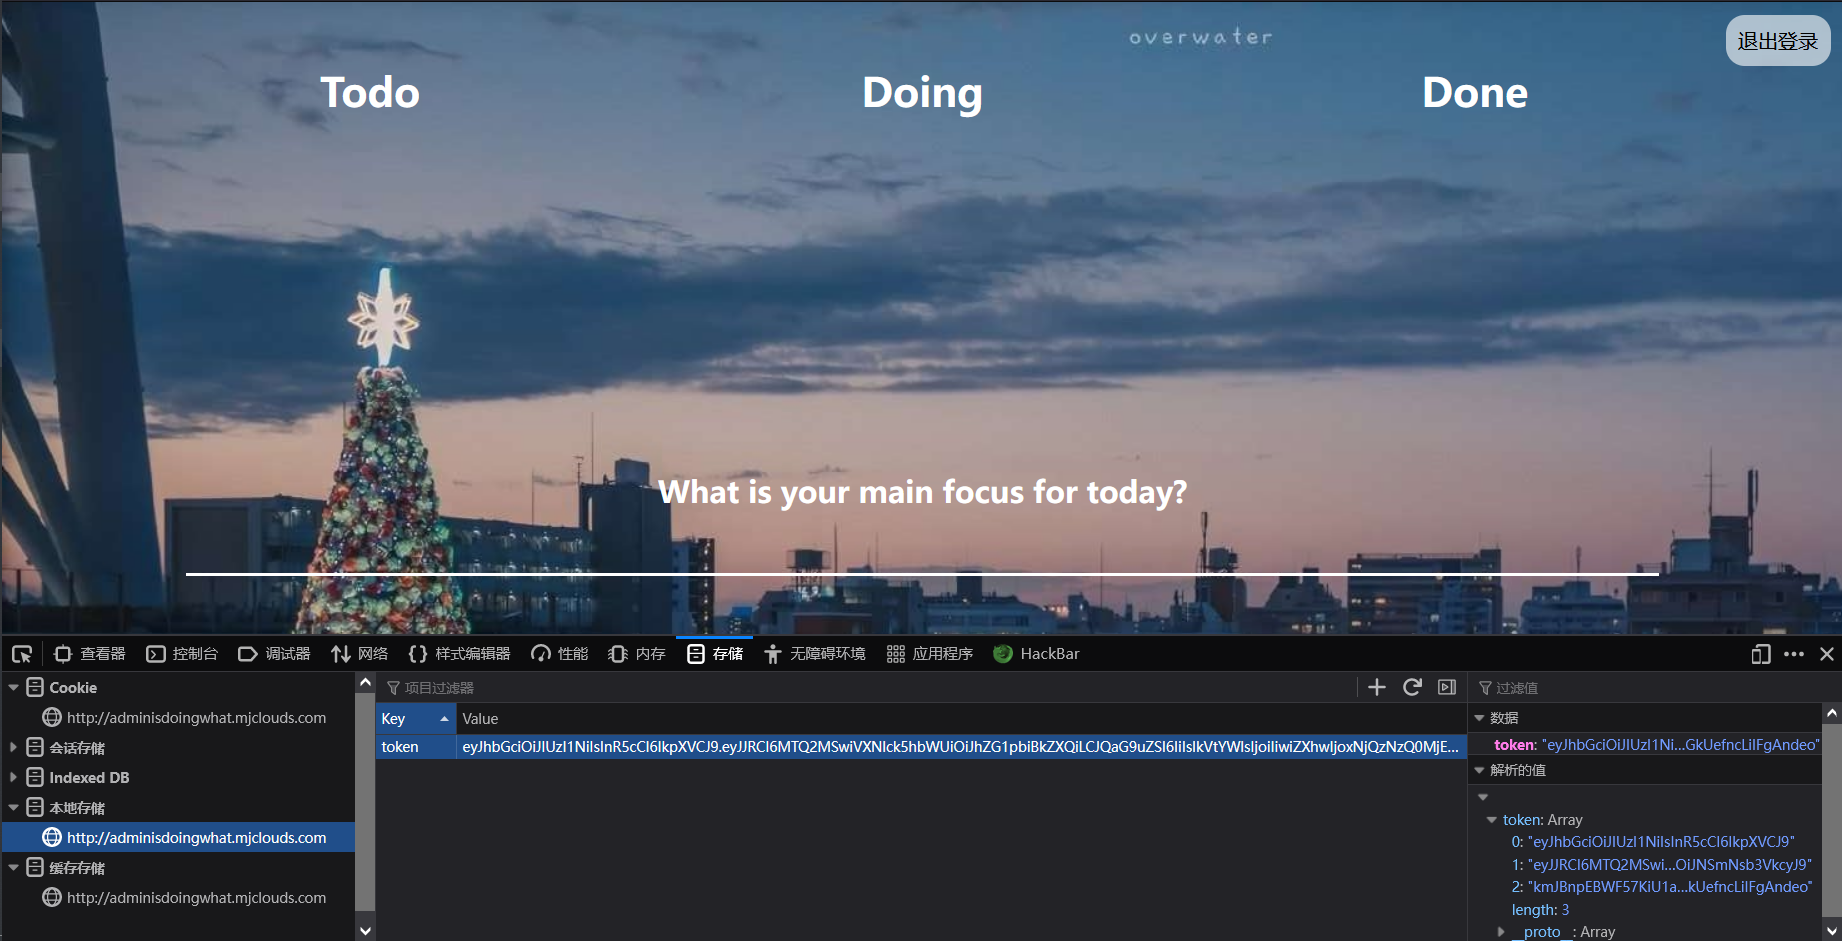 overwater
退出登录
Todo
Doing
Done
What is your main focus for today?
查看器
控制台
调试器
网络
样式编辑器
性能
内存
存储
无障碍环境
应用程序
HackBar
Cookie
http://adminisdoingwhat.mjclouds.com
会话存储
Indexed DB
本地存储
http://adminisdoingwhat.mjclouds.com
缓存存储
http://adminisdoingwhat.mjclouds.com
项目过滤器
Key
Value
token
eyJhbGciOiJIUzI1NiIsInR5cCI6IkpXVCJ9.eyJJRCI6MTQ2MSwiVXNlck5hbWUiOiJhZG1pbiBkZXQiLCJQaG9uZSI6IiIsIkVtYWlsIjoiIiwiZXhwIjoxNjQzNzQ0MjE...
过滤值
数据
token: "eyJhbGciOiJIUzI1Ni...GkUefncLiIFgAndeo"
解析的值
token: Array
0: "eyJhbGciOiJIUzI1NiIsInR5cCI6IkpXVCJ9"
1: "eyJJRCI6MTQ2MSwi...OiJNSmNsb3VkcyJ9"
2: "kmJBnpEBWF57KiU1a...kUefncLiIFgAndeo"
length: 3
__proto__: Array